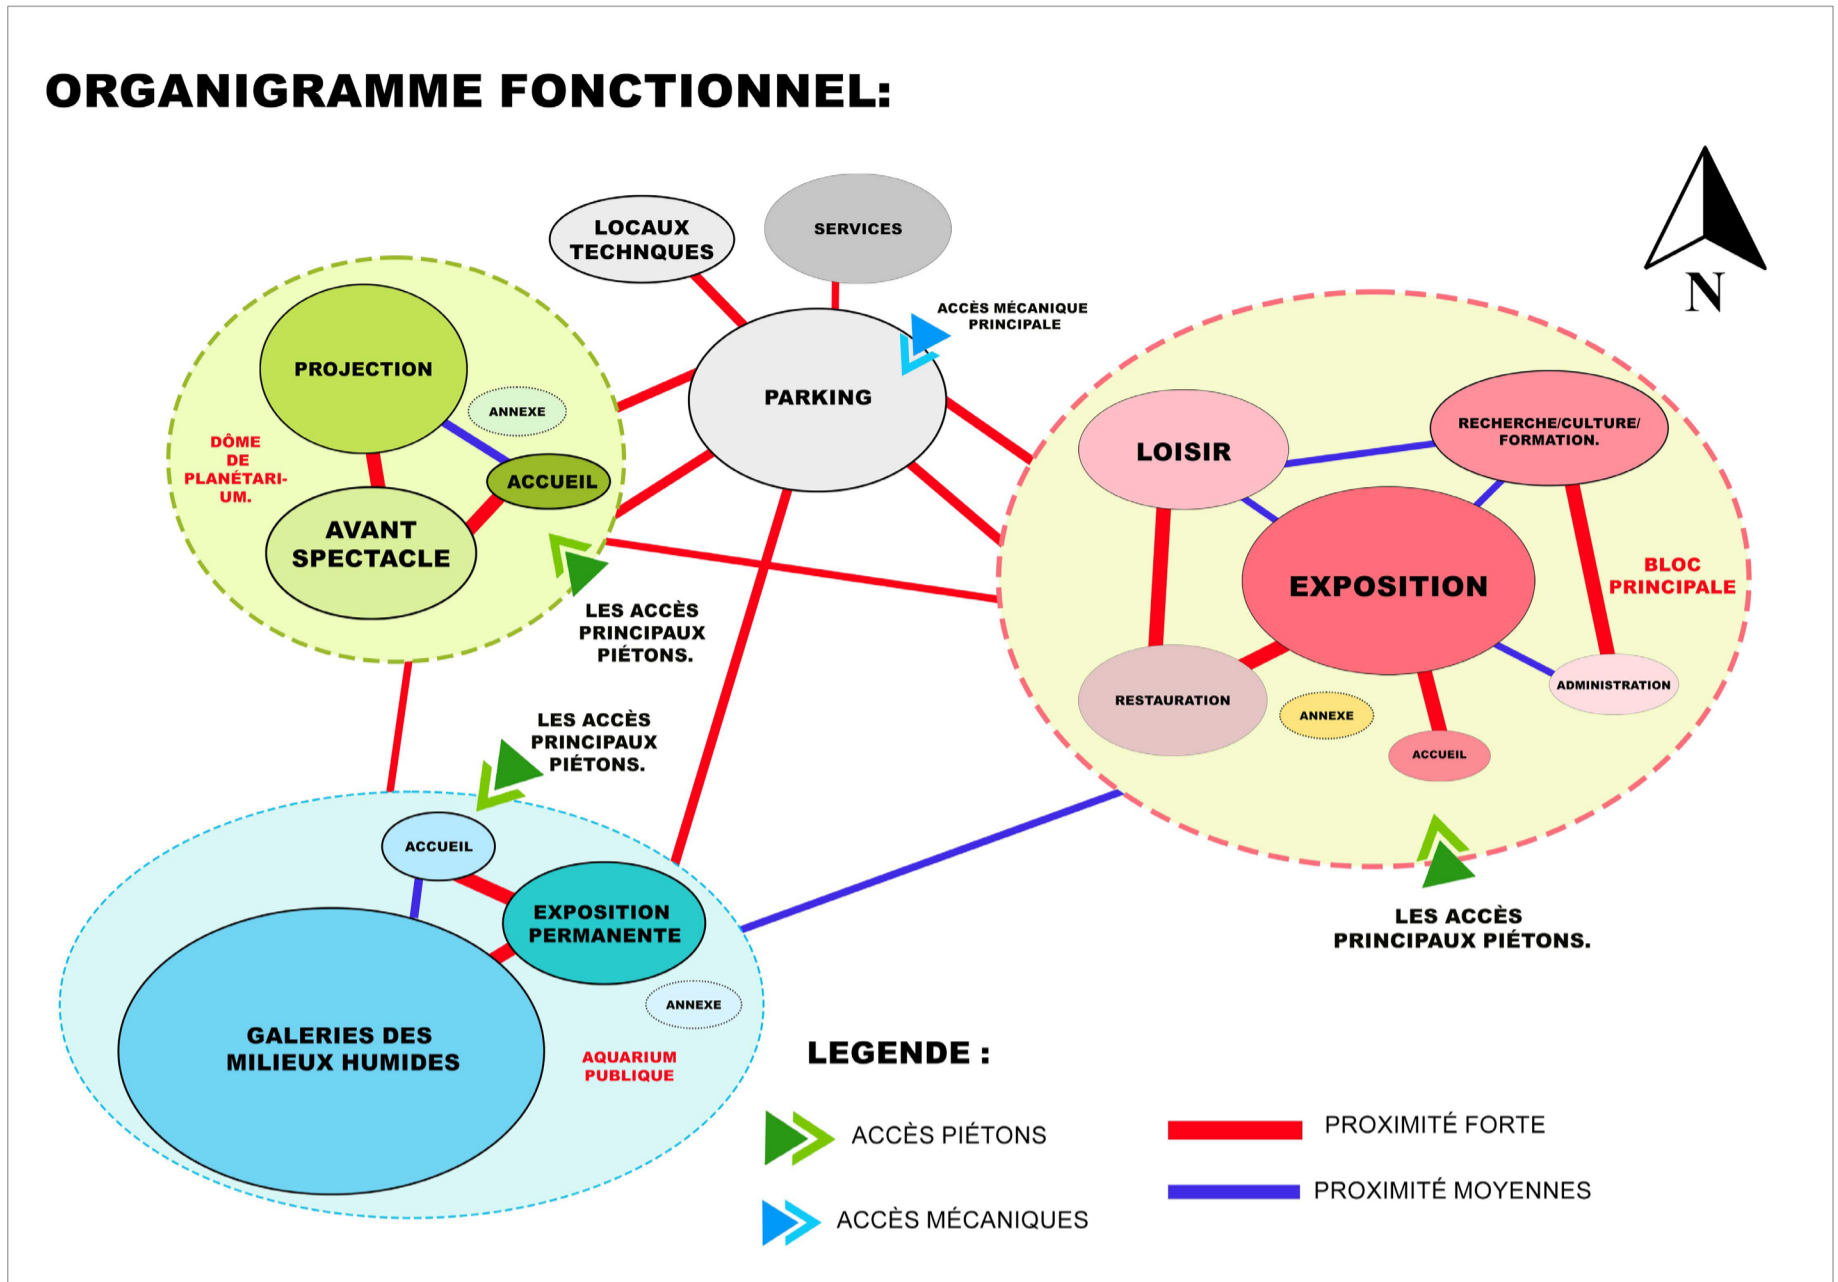 ORGANIGRAMME FONCTIONNEL:
LOCAUX
TECHNQUES
SERVICES
ACCÈS MÉCANIQUE
PRINCIPALE
PARKING
N
PROJECTION
ANNEXE
DÔME
DE
PLANÉTARI-
UM.
ACCUEIL
AVANT
SPECTACLE
LES ACCÈS
PRINCIPAUX
PIÉTONS.
LOISIR
RECHERCHE/CULTURE/
FORMATION.
EXPOSITION
BLOC
PRINCIPALE
RESTAURATION
ANNEXE
ADMINISTRATION
ACCUEIL
LES ACCÈS
PRINCIPAUX PIÉTONS.
LES ACCÈS
PRINCIPAUX
PIÉTONS.
ACCUEIL
EXPOSITION
PERMANENTE
ANNEXE
GALERIES DES
MILIEUX HUMIDES
AQUARIUM
PUBLIQUE
LEGENDE :
ACCÈS PIÉTONS
PROXIMITÉ FORTE
ACCÈS MÉCANIQUES
PROXIMITÉ MOYENNES